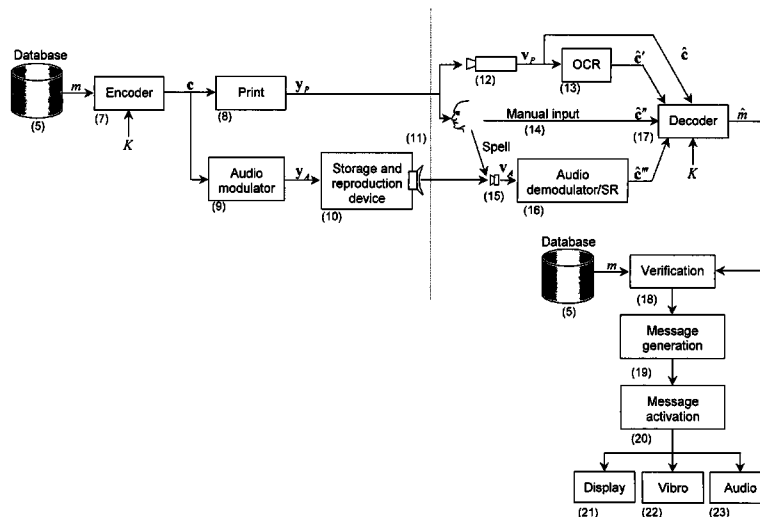 Database
(5)
m
Encoder
(7)
K
c
Print
(8)
y_P
Audio
modulator
(9)
y_A
Storage and
reproduction
device
(10)
(11)
(12)
v_P
OCR
(13)
ĉ'
ĉ
Manual input
(14)
ĉ''
Spell
(15)
v_A
Audio
demodulator/SR
(16)
ĉ'''
Decoder
(17)
K
m̂
Database
(5)
m
Verification
(18)
Message
generation
(19)
Message
activation
(20)
Display
(21)
Vibro
(22)
Audio
(23)